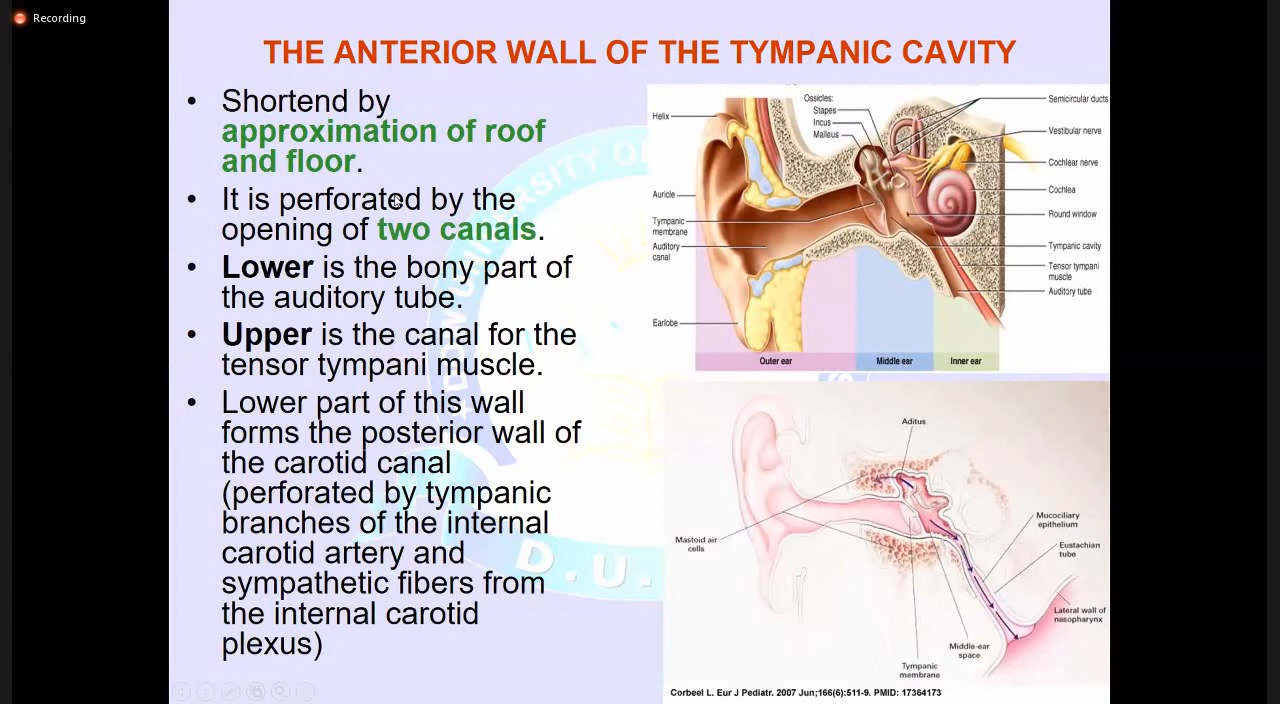 Recording
THE ANTERIOR WALL OF THE TYMPANIC CAVITY
• Shortend by
approximation of roof
and floor.
• It is perforated by the
opening of two canals.
• Lower is the bony part of
the auditory tube.
• Upper is the canal for the
tensor tympani muscle.
• Lower part of this wall
forms the posterior wall of
the carotid canal
(perforated by tympanic
branches of the internal
carotid artery and
sympathetic fibers from
the internal carotid
plexus)
Ossicles:
Stapes
Incus
Malleus
Helix
Auricle
Tympanic
membrane
Auditory
canal
Earlobe
Semicircular ducts
Vestibular nerve
Cochlear nerve
Cochlea
Round window
Tympanic cavity
Tensor tympani
muscle
Auditory tube
Outer ear
Middle ear
Inner ear
Aditus
Mastoid air
cells
Mucociliary
epithelium
Eustachian
tube
Lateral wall of
nasopharynx
Middle-ear
space
Tympanic
membrane
Corbeel L. Eur J Pediatr. 2007 Jun;166(6):511-9. PMID: 17364173
D.U.